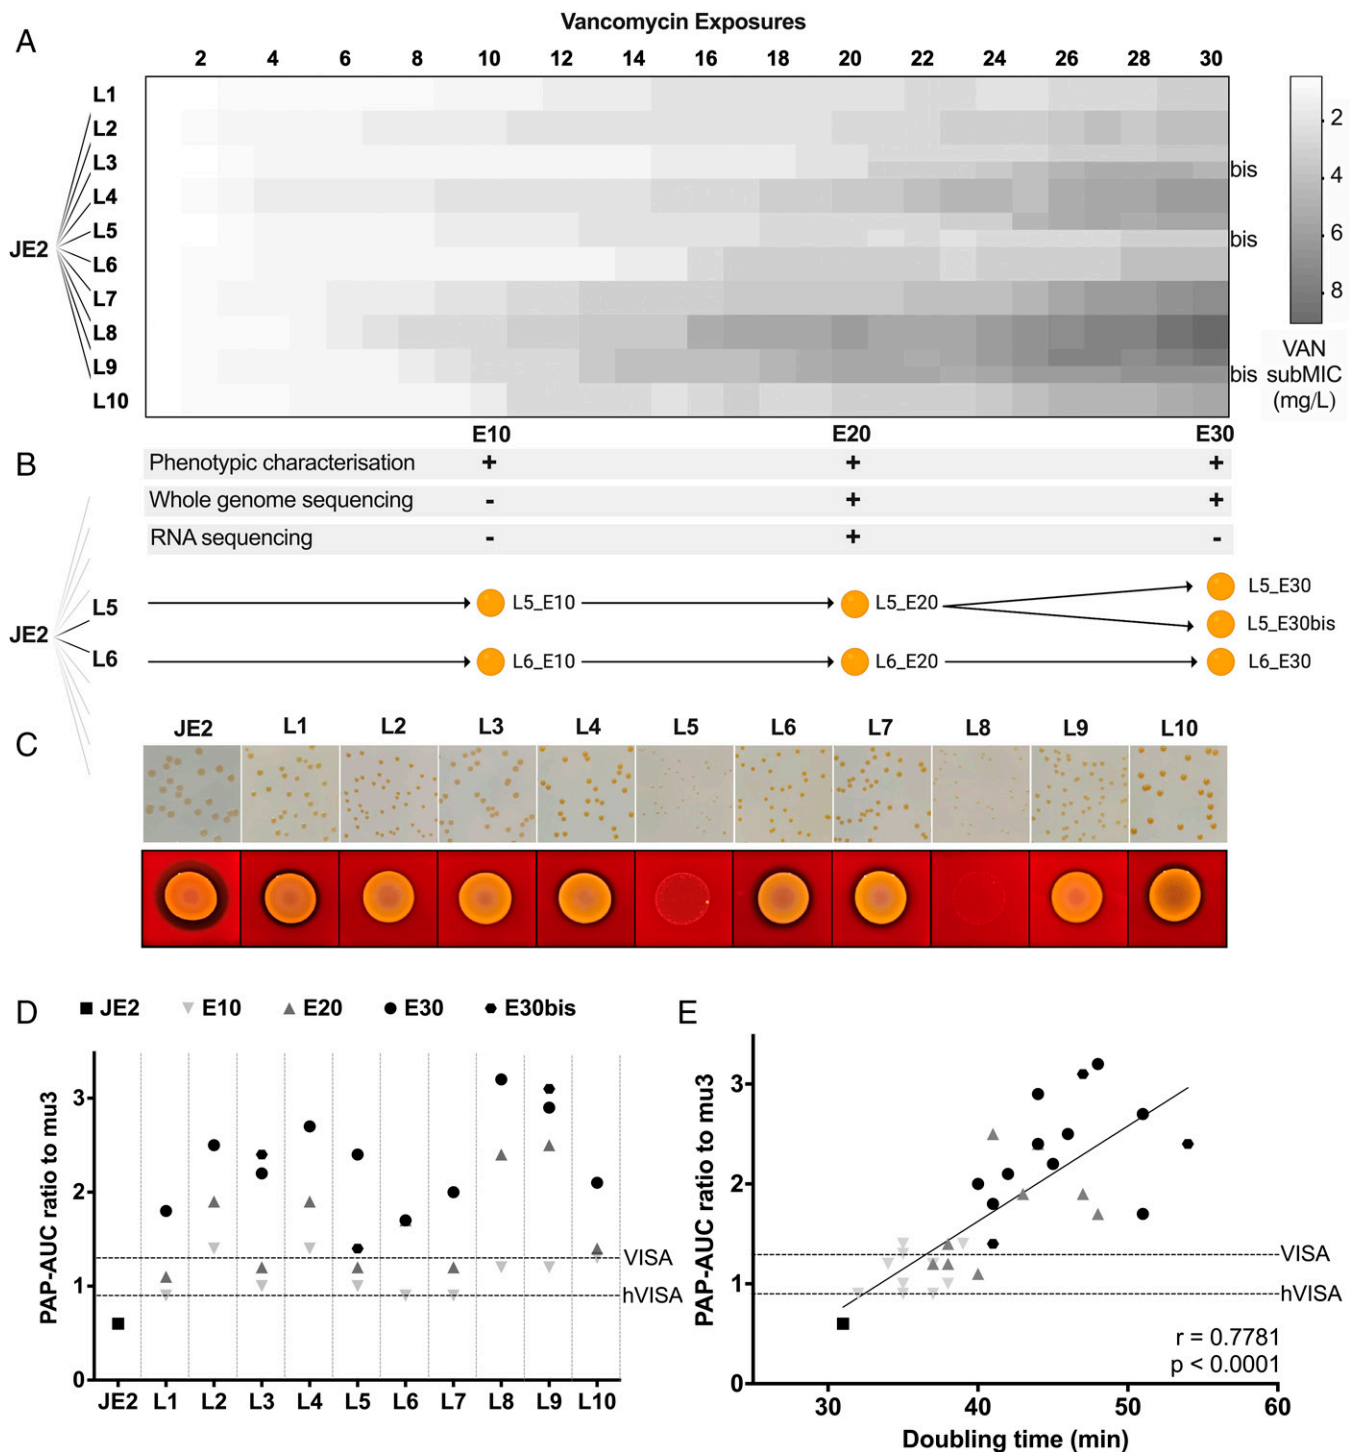 A
Vancomycin Exposures
2 4 6 8 10 12 14 16 18 20 22 24 26 28 30
L1
L2
L3
bis
L4
L5
bis
JE2
L6
L7
L8
L9
bis
L10
2
4
6
8
VAN
subMIC
(mg/L)
E10 E20 E30
B
Phenotypic characterisation + + +
Whole genome sequencing - + +
RNA sequencing - + -
JE2
L5
L5_E10
L5_E20
L5_E30
L5_E30bis
L6
L6_E10
L6_E20
L6_E30
C
JE2 L1 L2 L3 L4 L5 L6 L7 L8 L9 L10
D
JE2 E10 E20 E30 E30bis
PAP-AUC ratio to mu3
3
2
1
0
VISA
hVISA
JE2 L1 L2 L3 L4 L5 L6 L7 L8 L9 L10
E
PAP-AUC ratio to mu3
3
2
1
0
VISA
hVISA
r = 0.7781
p < 0.0001
30 40 50 60
Doubling time (min)